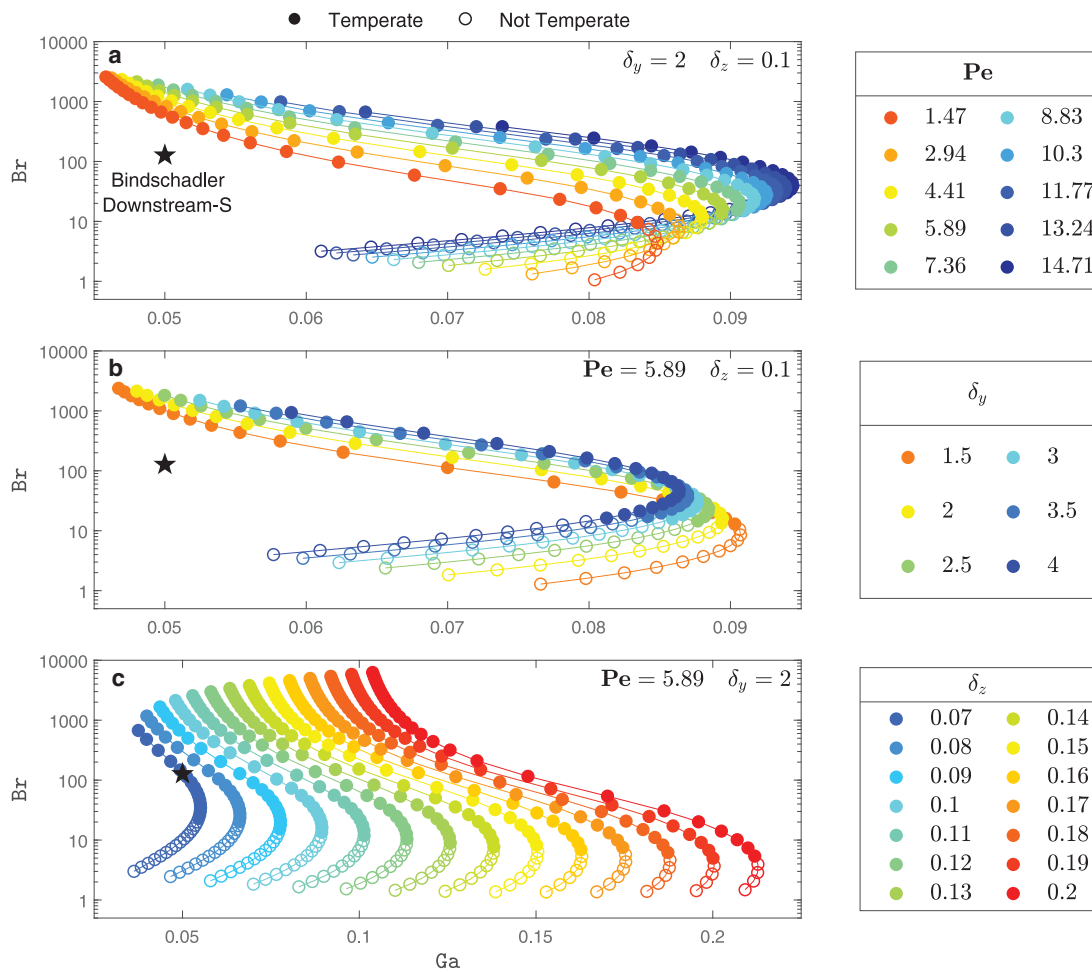 Temperate Not Temperate
a
δy = 2 δz = 0.1
10000
1000
100
10
1
Br
Bindschadler
Downstream-S
0.05 0.06 0.07 0.08 0.09
Pe
1.47 8.83
2.94 10.3
4.41 11.77
5.89 13.24
7.36 14.71
b
Pe = 5.89 δz = 0.1
10000
1000
100
10
1
Br
0.05 0.06 0.07 0.08 0.09
δy
1.5 3
2 3.5
2.5 4
c
Pe = 5.89 δy = 2
10000
1000
100
10
1
Br
0.05 0.1 0.15 0.2
Ga
δz
0.07 0.14
0.08 0.15
0.09 0.16
0.1 0.17
0.11 0.18
0.12 0.19
0.13 0.2